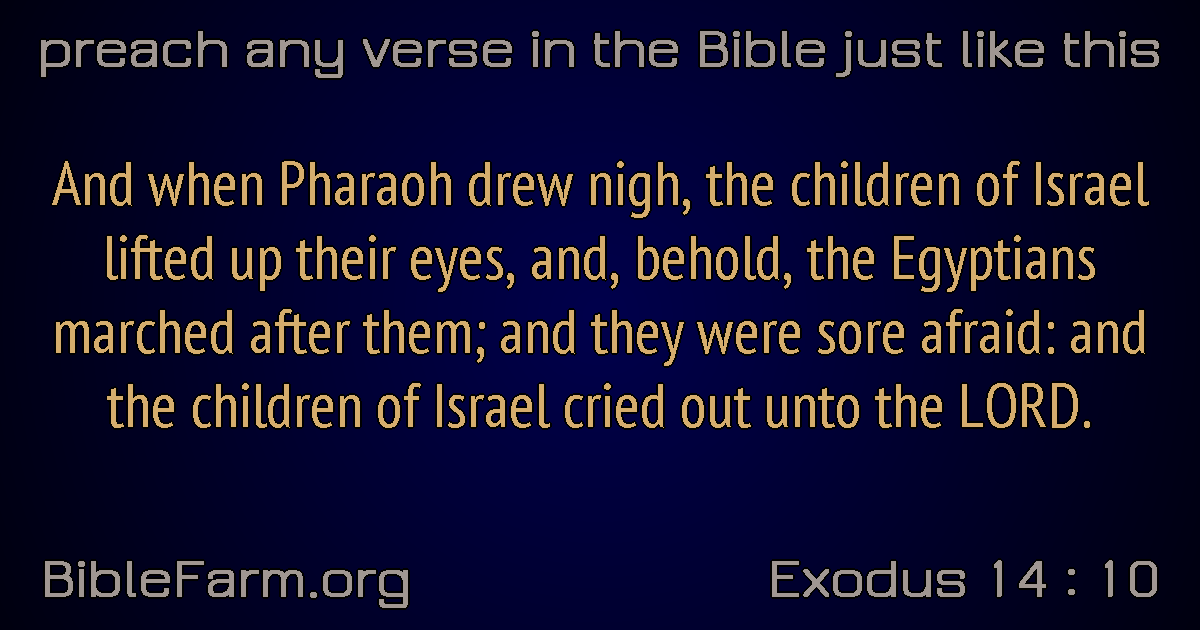 preach any verse in the Bible just like this
And when Pharaoh drew nigh, the children of Israel
lifted up their eyes, and, behold, the Egyptians
marched after them; and they were sore afraid: and
the children of Israel cried out unto the LORD.
BibleFarm.org
Exodus 14 : 10